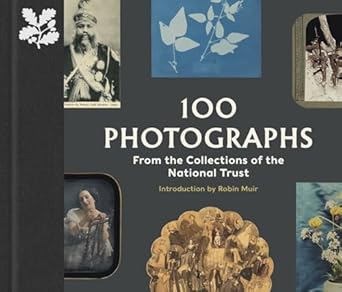 100
PHOTOGRAPHS
From the Collections of the
National Trust
Introduction by Robin Muir